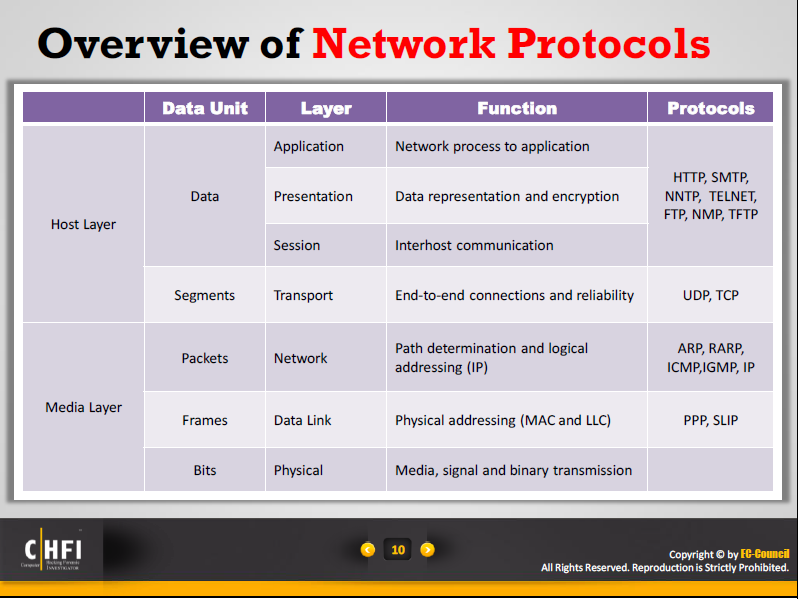 Overview of Network Protocols
Data Unit Layer Function Protocols
Host Layer
Data
Application Network process to application
Presentation Data representation and encryption
Session Interhost communication
HTTP, SMTP,
NNTP, TELNET,
FTP, NMP, TFTP
Segments Transport End-to-end connections and reliability UDP, TCP
Media Layer
Packets Network
Path determination and logical
addressing (IP)
ARP, RARP,
ICMP,IGMP, IP
Frames Data Link Physical addressing (MAC and LLC) PPP, SLIP
Bits Physical Media, signal and binary transmission
CHFI
Computer Hacking Forensic
INVESTIGATOR
10
Copyright © by EC-Council
All Rights Reserved. Reproduction is Strictly Prohibited.